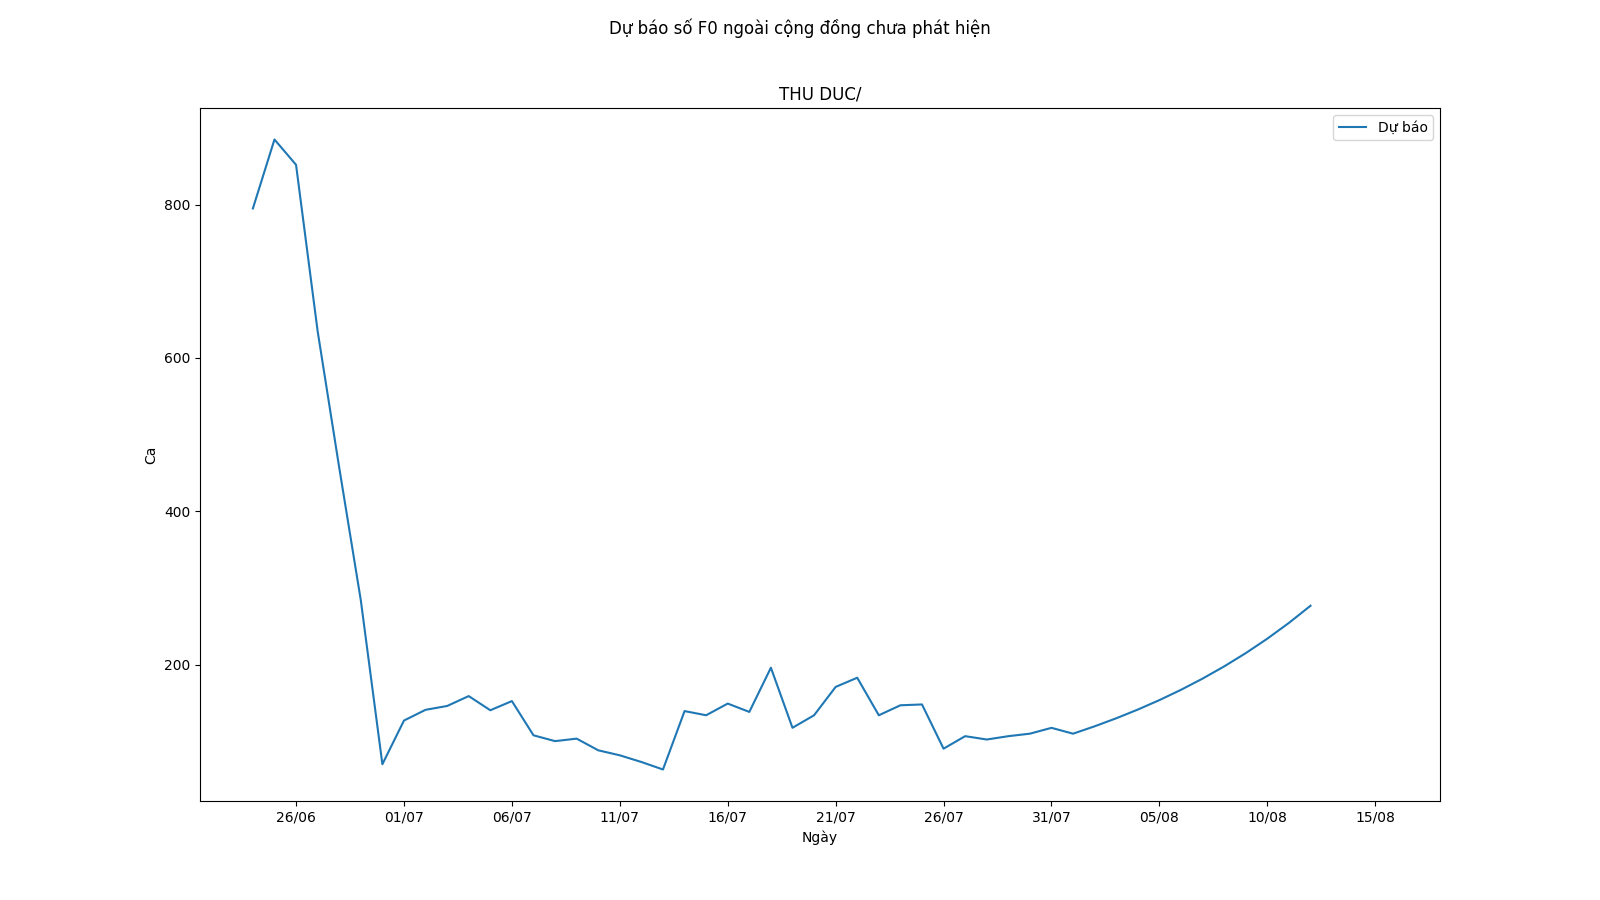 Dự báo số F0 ngoài cộng đồng chưa phát hiện
THU DUC/
Dự báo
Ca
800
600
400
200
26/06 01/07 06/07 11/07 16/07 21/07 26/07 31/07 05/08 10/08 15/08
Ngày